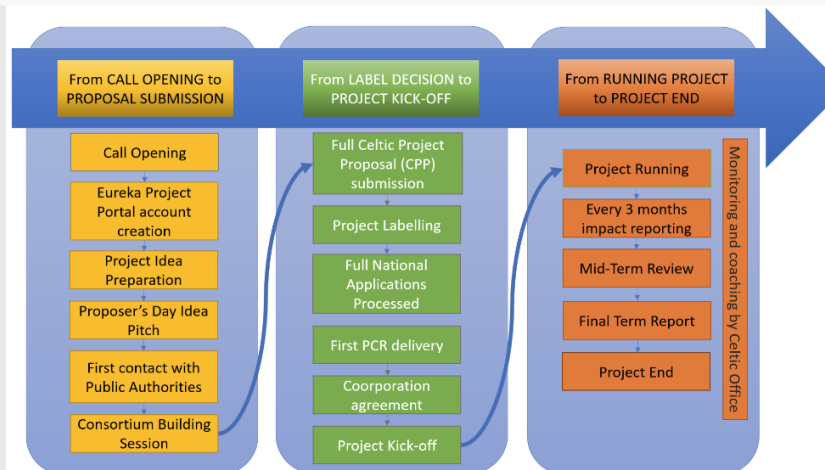 From CALL OPENING to
PROPOSAL SUBMISSION
Call Opening
Eureka Project
Portal account
creation
Project Idea
Preparation
Proposer's Day Idea
Pitch
First contact with
Public Authorities
Consortium Building
Session
From LABEL DECISION to
PROJECT KICK-OFF
Full Celtic Project
Proposal (CPP)
submission
Project Labelling
Full National
Applications
Processed
First PCR delivery
Coorporation
agreement
Project Kick-off
From RUNNING PROJECT
to PROJECT END
Project Running
Every 3 months
impact reporting
Mid-Term Review
Final Term Report
Project End
Monitoring and coaching by Celtic Office